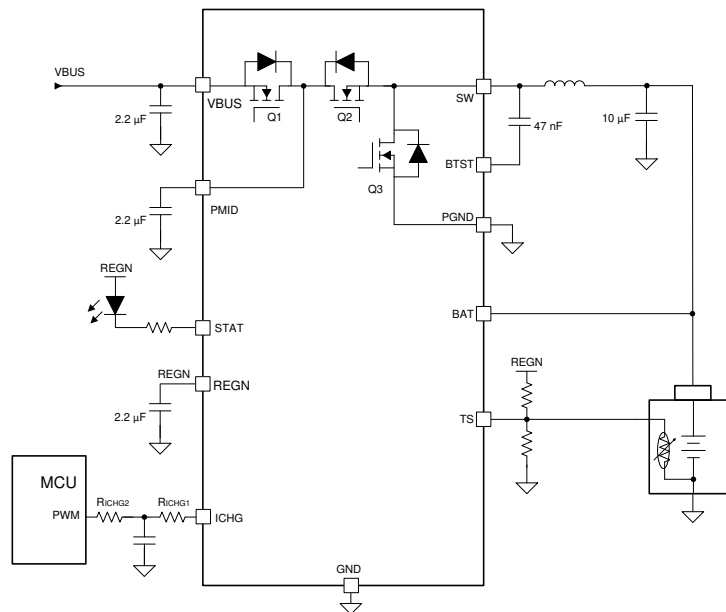 VBUS
VBUS
2.2 µF
Q1
Q2
SW
47 nF
10 µF
BTST
Q3
2.2 µF
PMID
PGND
REGN
STAT
BAT
REGN
REGN
REGN
2.2 µF
TS
MCU
PWM
RICHG2
RICHG1
ICHG
GND